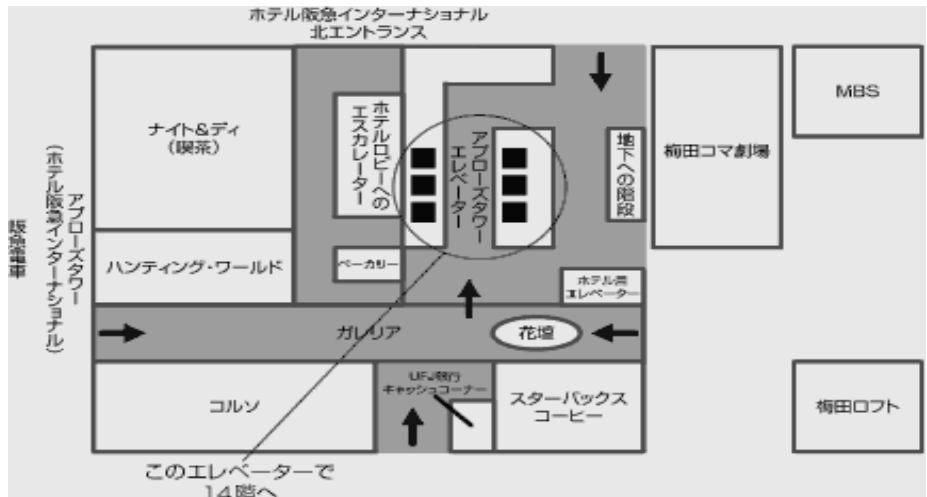 ホテル阪急インターナショナル
北エントランス
ナイト&ディ
(喫茶)
ホテルロビーへの
エスカレーター
アプローズタワー
エレベーター
地下への階段
梅田コマ劇場
MBS
阪急電車
アプローズタワー
(ホテル阪急インターナショナル)
ハンティング・ワールド
ベーカリー
ホテル用
エレベーター
ガレリア
花壇
コルソ
UFJ銀行
キャッシュコーナー
スターバックス
コーヒー
梅田ロフト
このエレベーターで
14階へ